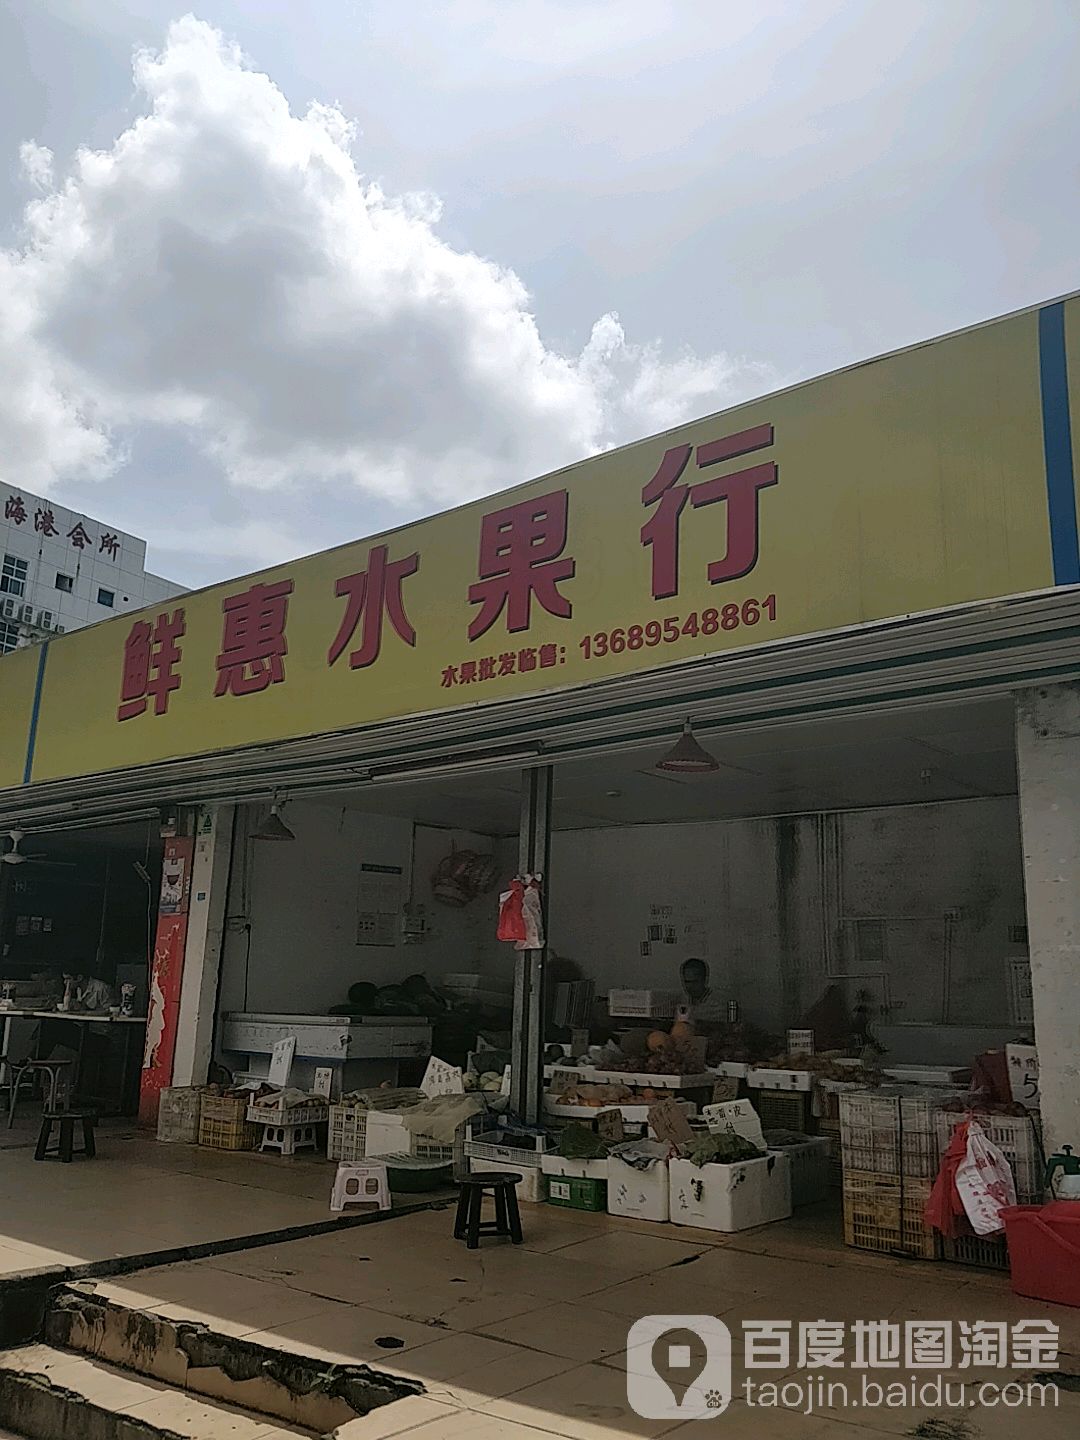 海港会所
鲜惠水果行
水果批发临售：13689548861
5
百度地图淘金
taojin.baidu.com